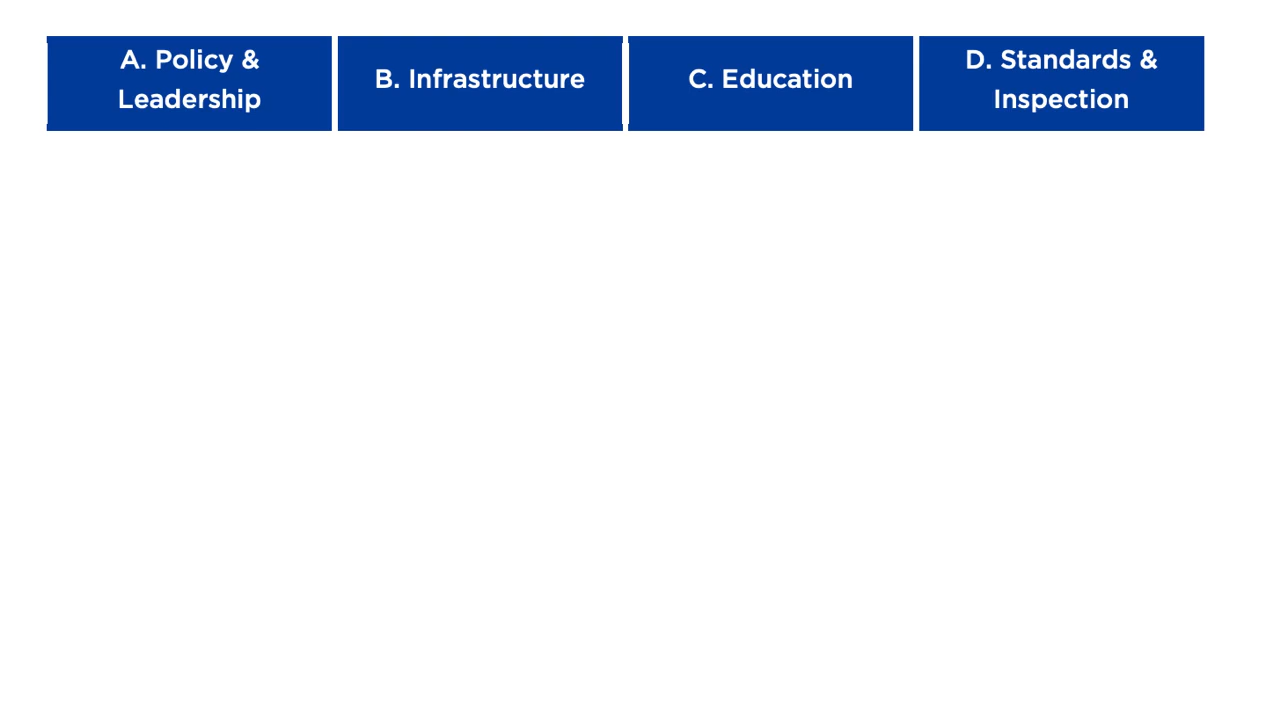 A. Policy &
Leadership
B. Infrastructure
C. Education
D. Standards &
Inspection